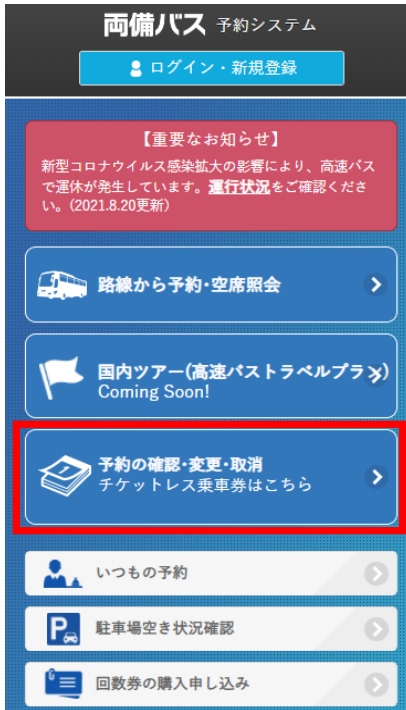 両備バス 予約システム
ログイン・新規登録
【重要なお知らせ】
新型コロナウイルス感染拡大の影響により、高速バス
で運休が発生しています。運行状況をご確認くださ
い。(2021.8.20更新)
路線から予約・空席照会
国内ツアー(高速バストラベルプラン)
Coming Soon!
予約の確認・変更・取消
チケットレス乗車券はこちら
いつもの予約
駐車場空き状況確認
回数券の購入申し込み